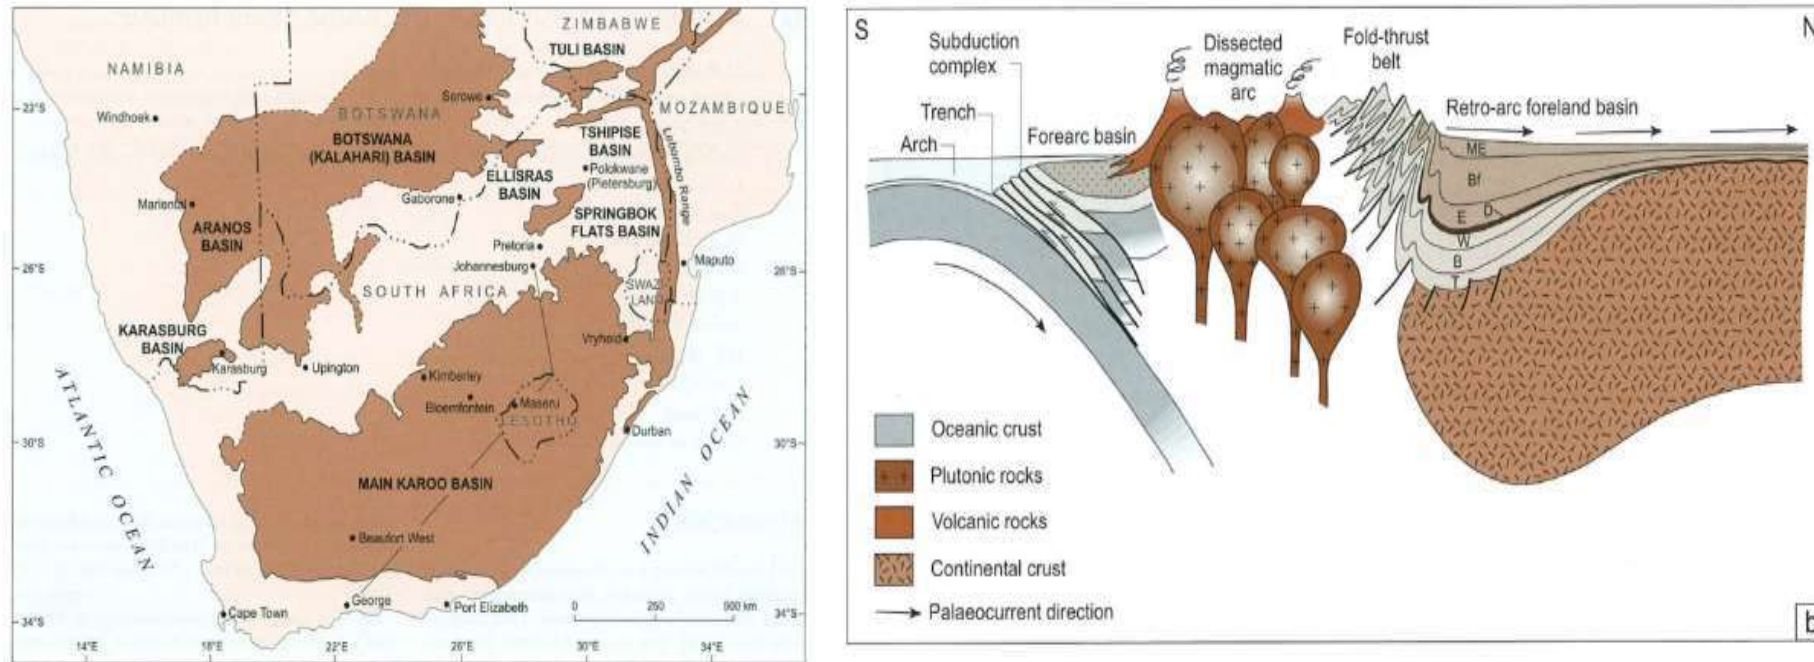 ZIMBABWE
TULI BASIN
NAMIBIA
Serowe
BOTSWANA
MOZAMBIQUE
22°S
Windhoek
BOTSWANA
(KALAHARI) BASIN
TSHIPISE
BASIN
Polokwane
(Pietersburg)
Lubombo Range
ELLISRAS
BASIN
Gaborone
Mariental
ARANOS
BASIN
SPRINGBOK
FLATS BASIN
Pretoria
Johannesburg
Maputo
26°S
26°S
SOUTH AFRICA
SWAZI
LAND
KARASBURG
BASIN
Karasburg
Upington
Vryheid
Kimberley
Bloemfontein
Maseru
LESOTHO
Durban
30°S
30°S
ATLANTIC OCEAN
INDIAN OCEAN
MAIN KAROO BASIN
Beaufort West
George
Cape Town
Port Elizabeth
0 250 500 km
34°S
34°S
14°E 18°E 22°E 26°E 30°E 34°E
S
N
Subduction
complex
Dissected
magmatic
arc
Fold-thrust
belt
Trench
Forearc basin
Arch
Retro-arc foreland basin
ME
Bf
D
E
W
B
T
Oceanic crust
Plutonic rocks
Volcanic rocks
Continental crust
Palaeocurrent direction
b